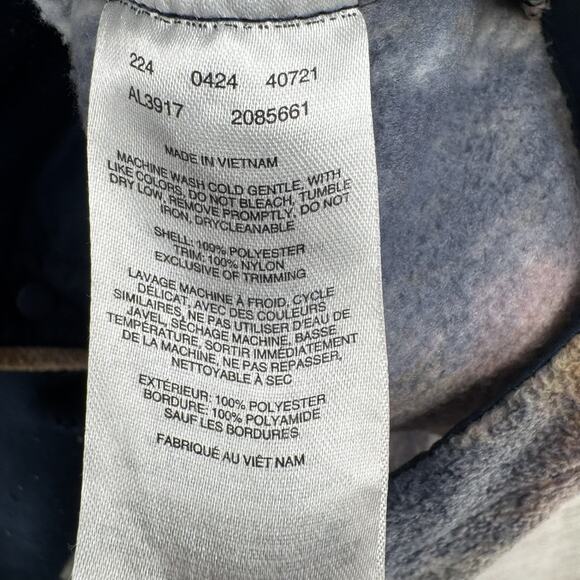 224 0424 40721
AL3917 2085661
MADE IN VIETNAM
MACHINE WASH COLD GENTLE, WITH
LIKE COLORS, DO NOT BLEACH, TUMBLE
DRY LOW, REMOVE PROMPTLY, DO NOT
IRON, DRYCLEANABLE
SHELL: 100% POLYESTER
TRIM: 100% NYLON
EXCLUSIVE OF TRIMMING
LAVAGE MACHINE À FROID, CYCLE
DÉLICAT, AVEC DES COULEURS
SIMILAIRES, NE PAS UTILISER D'EAU DE
JAVEL, SÉCHAGE MACHINE, BASSE
TEMPÉRATURE, SORTIR IMMÉDIATEMENT
DE LA MACHINE, NE PAS REPASSER,
NETTOYABLE À SEC
EXTÉRIEUR: 100% POLYESTER
BORDURE: 100% POLYAMIDE
SAUF LES BORDURES
FABRIQUÉ AU VIÊT NAM